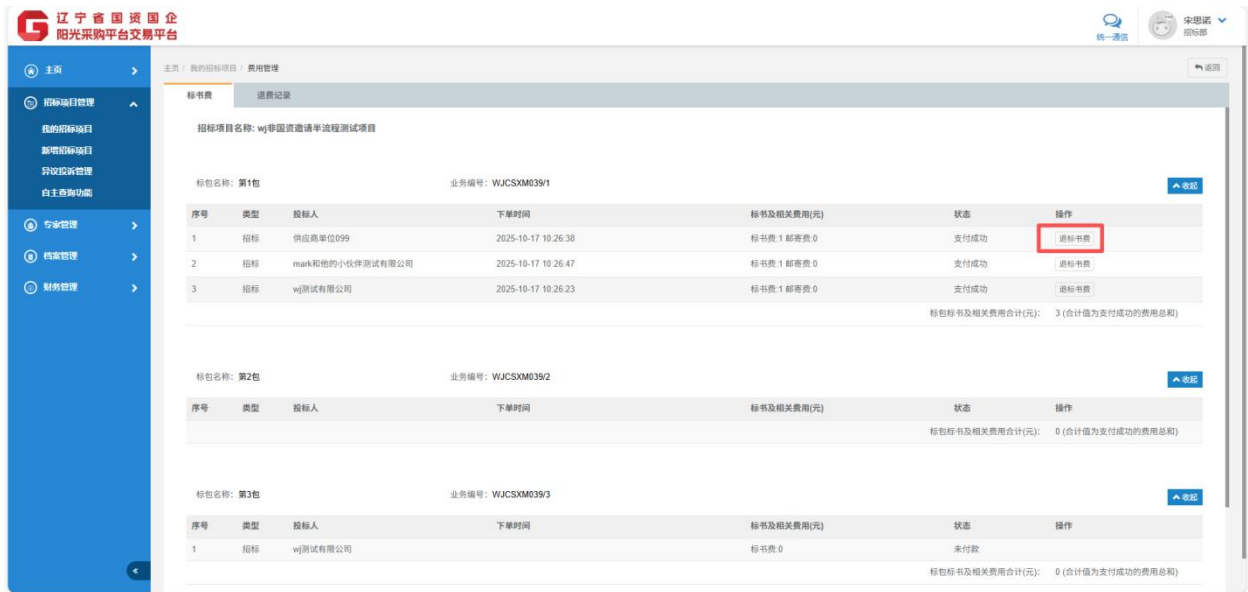 辽宁省国资国企
阳光采购平台交易平台
统一通信
宋思诺
招标部
主页
招标项目管理
我的招标项目
新增招标项目
异议投诉管理
自主查询功能
专家管理
档案管理
财务管理
主页 / 我的招标项目 / 费用管理
返回
标书费 退费记录
招标项目名称: wj非国资邀请半流程测试项目
标包名称: 第1包 业务编号: WJCSXM039/1 收起
序号 类型 投标人 下单时间 标书及相关费用(元) 状态 操作
1 招标 供应商单位099 2025-10-17 10:26:38 标书费:1 邮寄费:0 支付成功 退标书费
2 招标 mark和他的小伙伴测试有限公司 2025-10-17 10:26:47 标书费:1 邮寄费:0 支付成功 退标书费
3 招标 wj测试有限公司 2025-10-17 10:26:23 标书费:1 邮寄费:0 支付成功 退标书费
标包标书及相关费用合计(元): 3 (合计值为支付成功的费用总和)
标包名称: 第2包 业务编号: WJCSXM039/2 收起
序号 类型 投标人 下单时间 标书及相关费用(元) 状态 操作
标包标书及相关费用合计(元): 0 (合计值为支付成功的费用总和)
标包名称: 第3包 业务编号: WJCSXM039/3 收起
序号 类型 投标人 下单时间 标书及相关费用(元) 状态 操作
1 招标 wj测试有限公司 标书费:0 未付款
标包标书及相关费用合计(元): 0 (合计值为支付成功的费用总和)